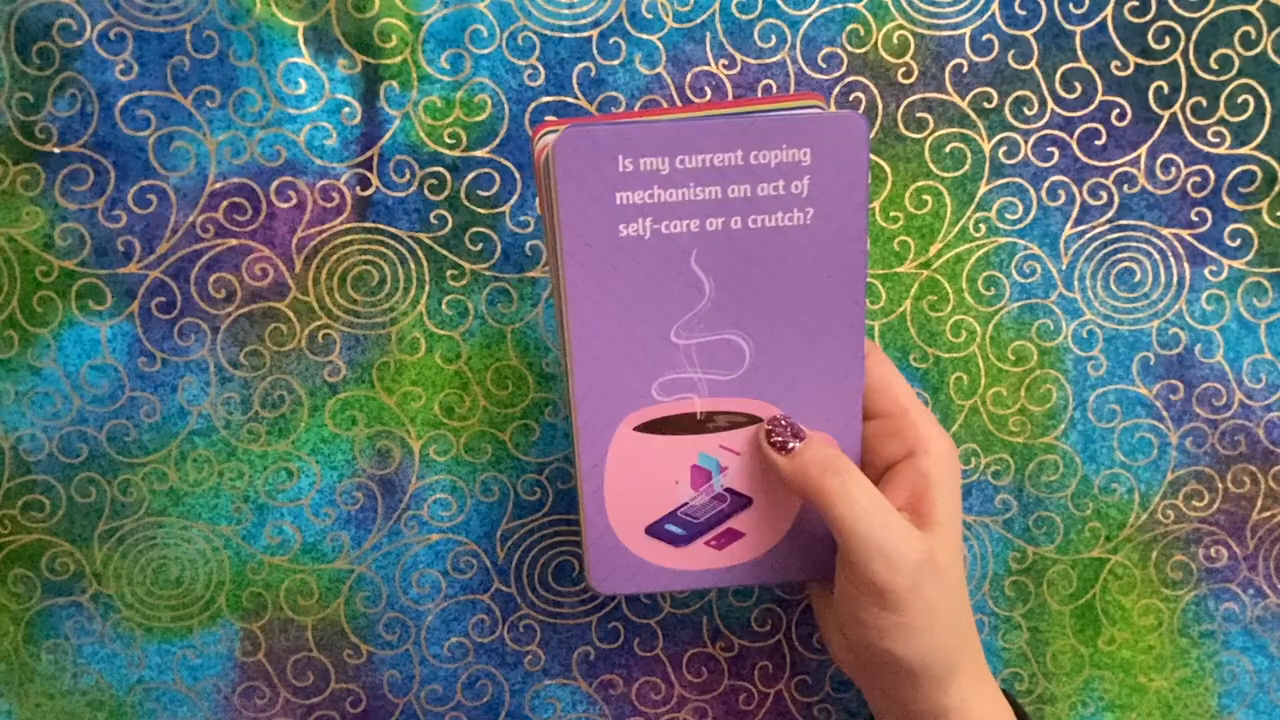 Is my current coping
mechanism an act of
self-care or a crutch?